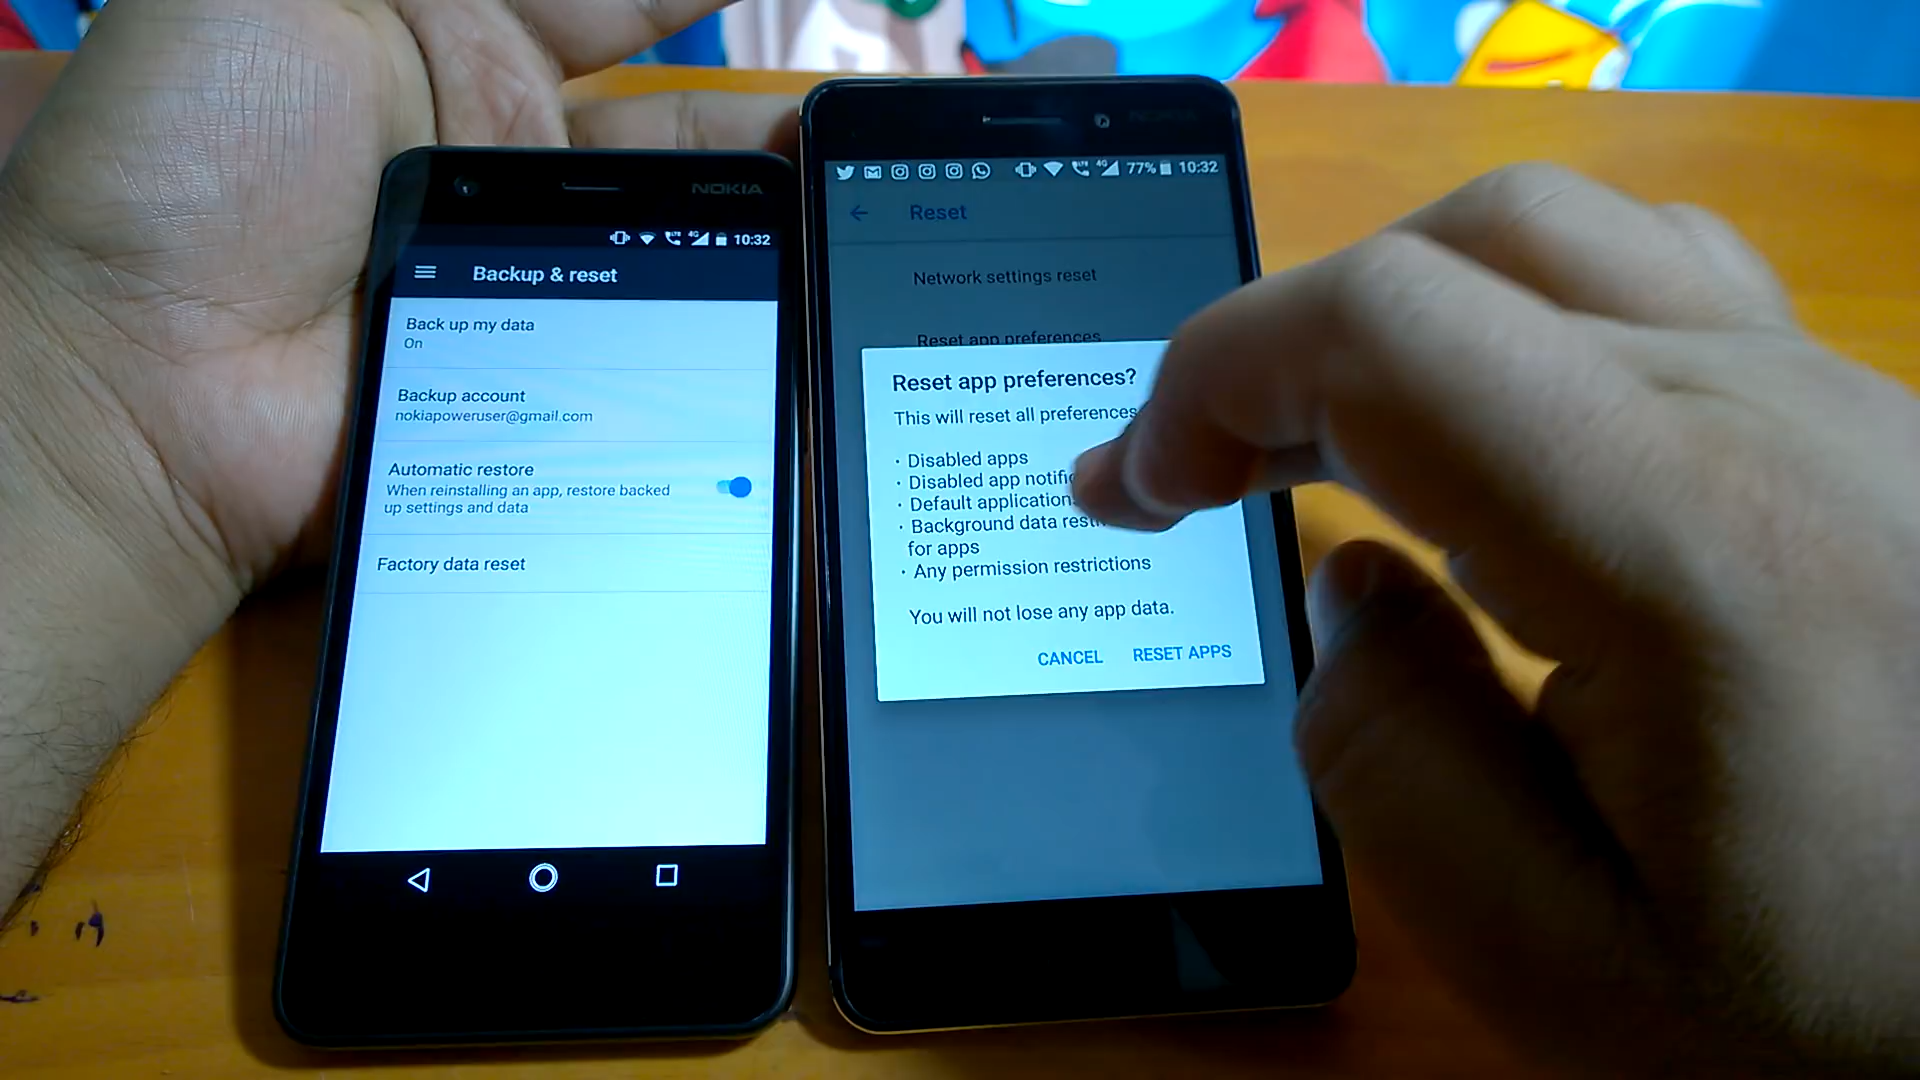 NOKIA
10:32
Backup & reset
Back up my data
On
Backup account
nokiapoweruser@gmail.com
Automatic restore
When reinstalling an app, restore backed
up settings and data
Factory data reset
NOKIA
4G 77% 10:32
Reset
Network settings reset
Reset app preferences
Reset app preferences?
This will reset all preferences
• Disabled apps
• Disabled app
• Default
• Background data
for apps
• Any permission restrictions
You will not lose any app data.
CANCEL RESET APPS